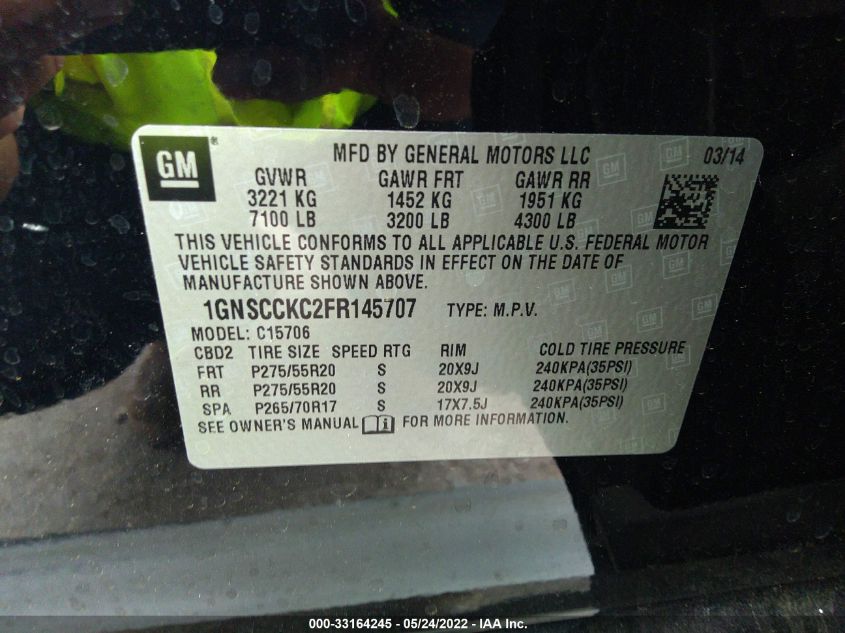 GM ®
MFD BY GENERAL MOTORS LLC 03/14
GVWR GAWR FRT GAWR RR
3221 KG 1452 KG 1951 KG
7100 LB 3200 LB 4300 LB
THIS VEHICLE CONFORMS TO ALL APPLICABLE U.S. FEDERAL MOTOR
VEHICLE SAFETY STANDARDS IN EFFECT ON THE DATE OF
MANUFACTURE SHOWN ABOVE.
1GNSCCKC2FR145707 TYPE: M.P.V.
MODEL: C15706
CBD2 TIRE SIZE SPEED RTG RIM COLD TIRE PRESSURE
FRT P275/55R20 S 20X9J 240KPA(35PSI)
RR P275/55R20 S 20X9J 240KPA(35PSI)
SPA P265/70R17 S 17X7.5J 240KPA(35PSI)
SEE OWNER'S MANUAL FOR MORE INFORMATION.
000-33164245 - 05/24/2022 - IAA Inc.